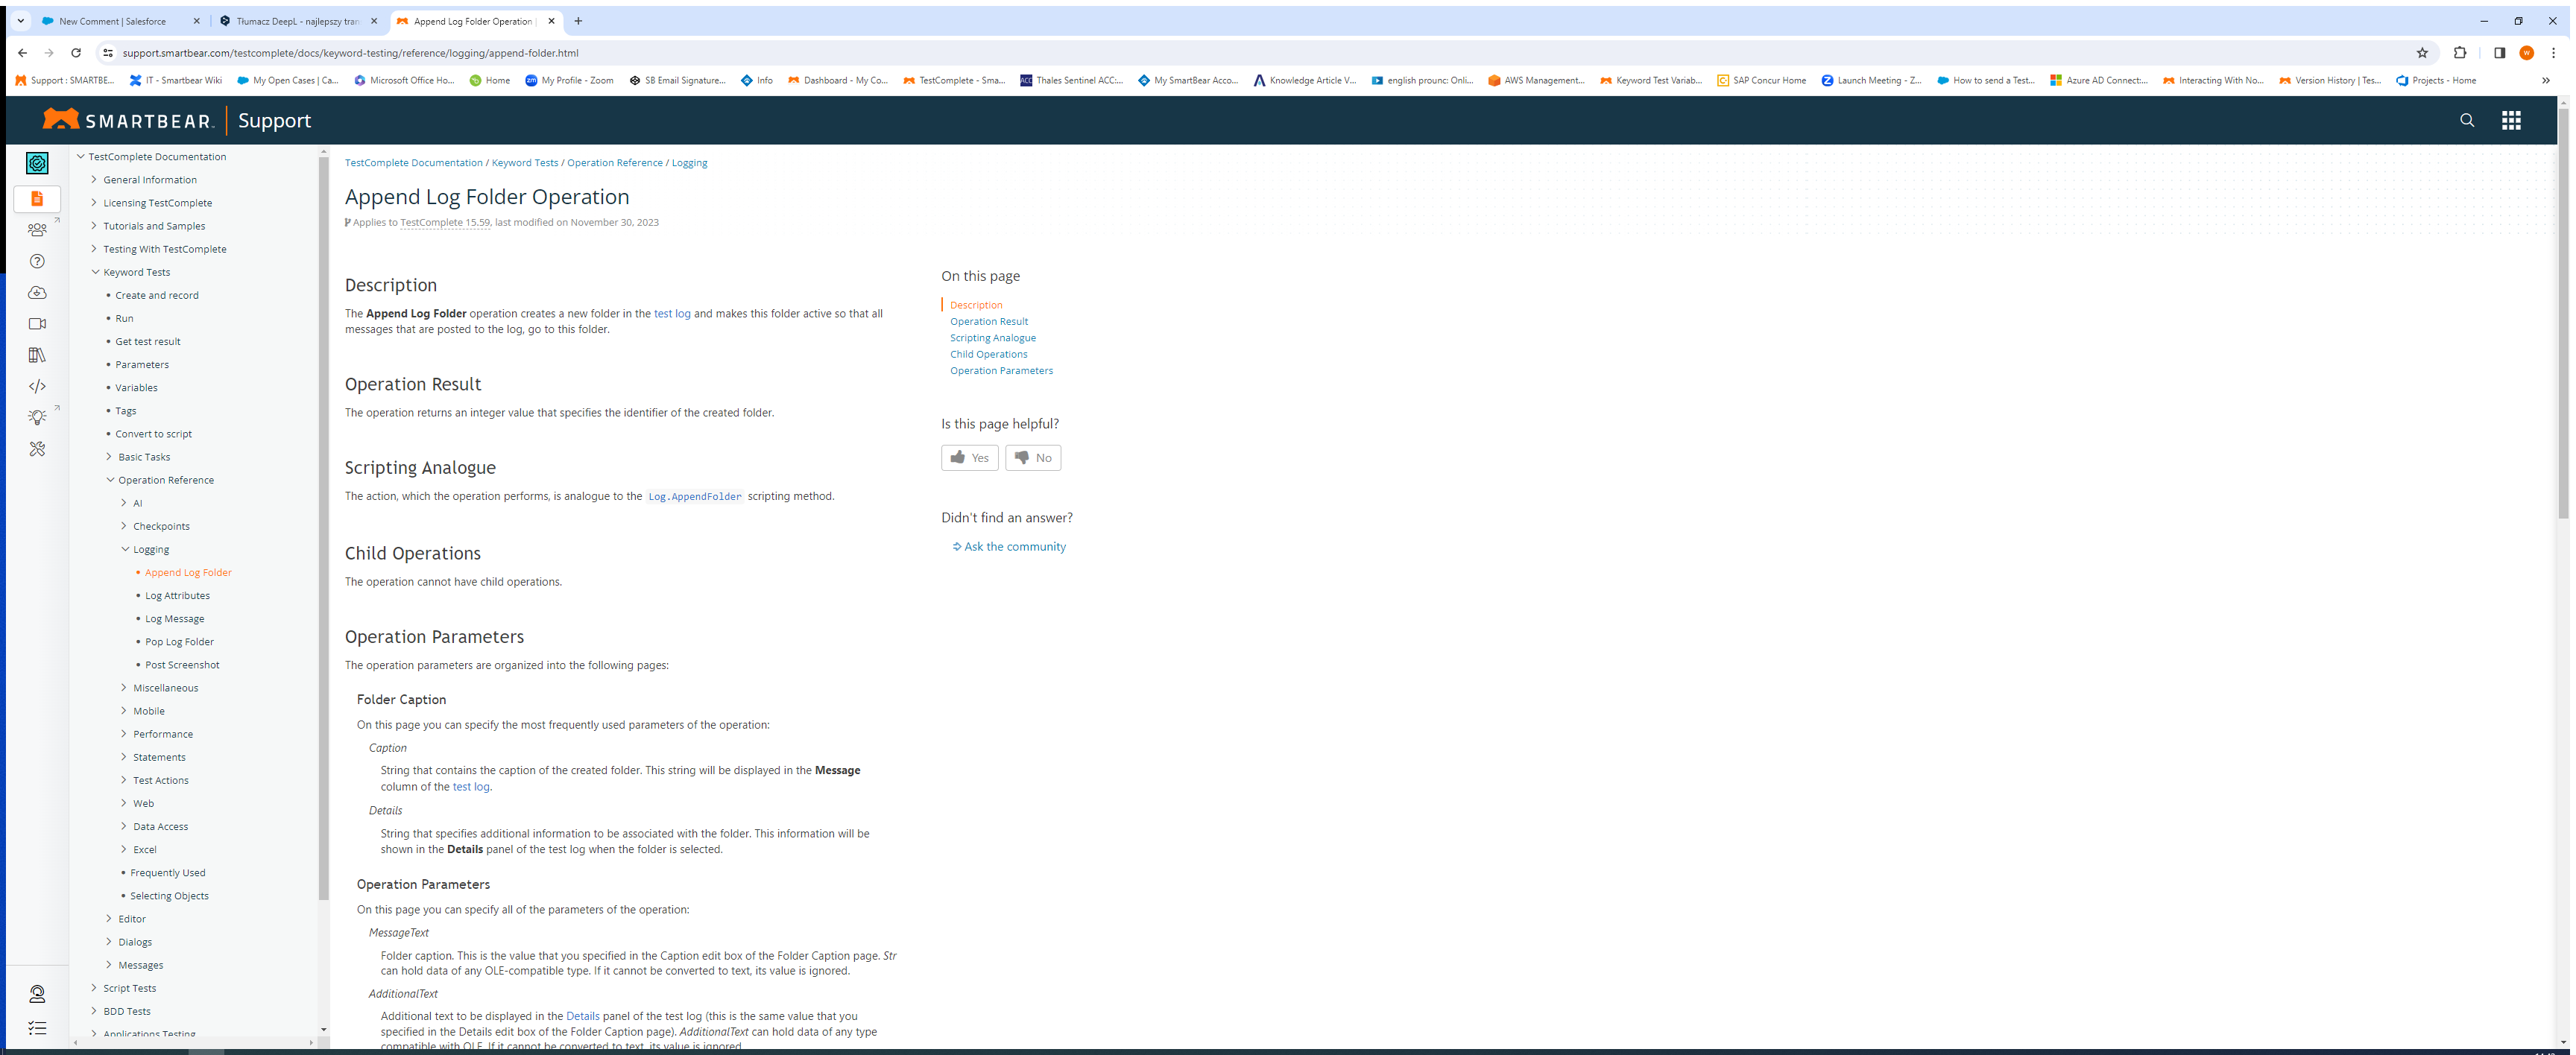 New Comment | Salesforce
Tłumacz DeepL - najlepszy tran
Append Log Folder Operation |
support.smartbear.com/testcomplete/docs/keyword-testing/reference/logging/append-folder.html
Support : SMARTBE...
IT - Smartbear Wiki
My Open Cases | Ca...
Microsoft Office Ho...
Home
My Profile - Zoom
SB Email Signature...
Info
Dashboard - My Co...
TestComplete - Sma...
Thales Sentinel ACC:...
My SmartBear Acco...
Knowledge Article V...
english prounc: Onli...
AWS Management...
Keyword Test Variab...
SAP Concur Home
Launch Meeting - Z...
How to send a Test...
Azure AD Connect:...
Interacting With No...
Version History | Tes...
Projects - Home
SMARTBEAR
Support
TestComplete Documentation
General Information
Licensing TestComplete
Tutorials and Samples
Testing With TestComplete
Keyword Tests
Create and record
Run
Get test result
Parameters
Variables
Tags
Convert to script
Basic Tasks
Operation Reference
AI
Checkpoints
Logging
Append Log Folder
Log Attributes
Log Message
Pop Log Folder
Post Screenshot
Miscellaneous
Mobile
Performance
Statements
Test Actions
Web
Data Access
Excel
Frequently Used
Selecting Objects
Editor
Dialogs
Messages
Script Tests
BDD Tests
Applications Testing
TestComplete Documentation / Keyword Tests / Operation Reference / Logging
Append Log Folder Operation
Applies to TestComplete 15.59, last modified on November 30, 2023
Description
The Append Log Folder operation creates a new folder in the test log and makes this folder active so that all
messages that are posted to the log, go to this folder.
Operation Result
The operation returns an integer value that specifies the identifier of the created folder.
Scripting Analogue
The action, which the operation performs, is analogue to the Log.AppendFolder scripting method.
Child Operations
The operation cannot have child operations.
Operation Parameters
The operation parameters are organized into the following pages:
Folder Caption
On this page you can specify the most frequently used parameters of the operation:
Caption
String that contains the caption of the created folder. This string will be displayed in the Message
column of the test log.
Details
String that specifies additional information to be associated with the folder. This information will be
shown in the Details panel of the test log when the folder is selected.
Operation Parameters
On this page you can specify all of the parameters of the operation:
MessageText
Folder caption. This is the value that you specified in the Caption edit box of the Folder Caption page. Str
can hold data of any OLE-compatible type. If it cannot be converted to text, its value is ignored.
AdditionalText
Additional text to be displayed in the Details panel of the test log (this is the same value that you
specified in the Details edit box of the Folder Caption page). AdditionalText can hold data of any type
compatible with OLE. If it cannot be converted to text, its value is ignored
On this page
Description
Operation Result
Scripting Analogue
Child Operations
Operation Parameters
Is this page helpful?
Yes
No
Didn't find an answer?
Ask the community